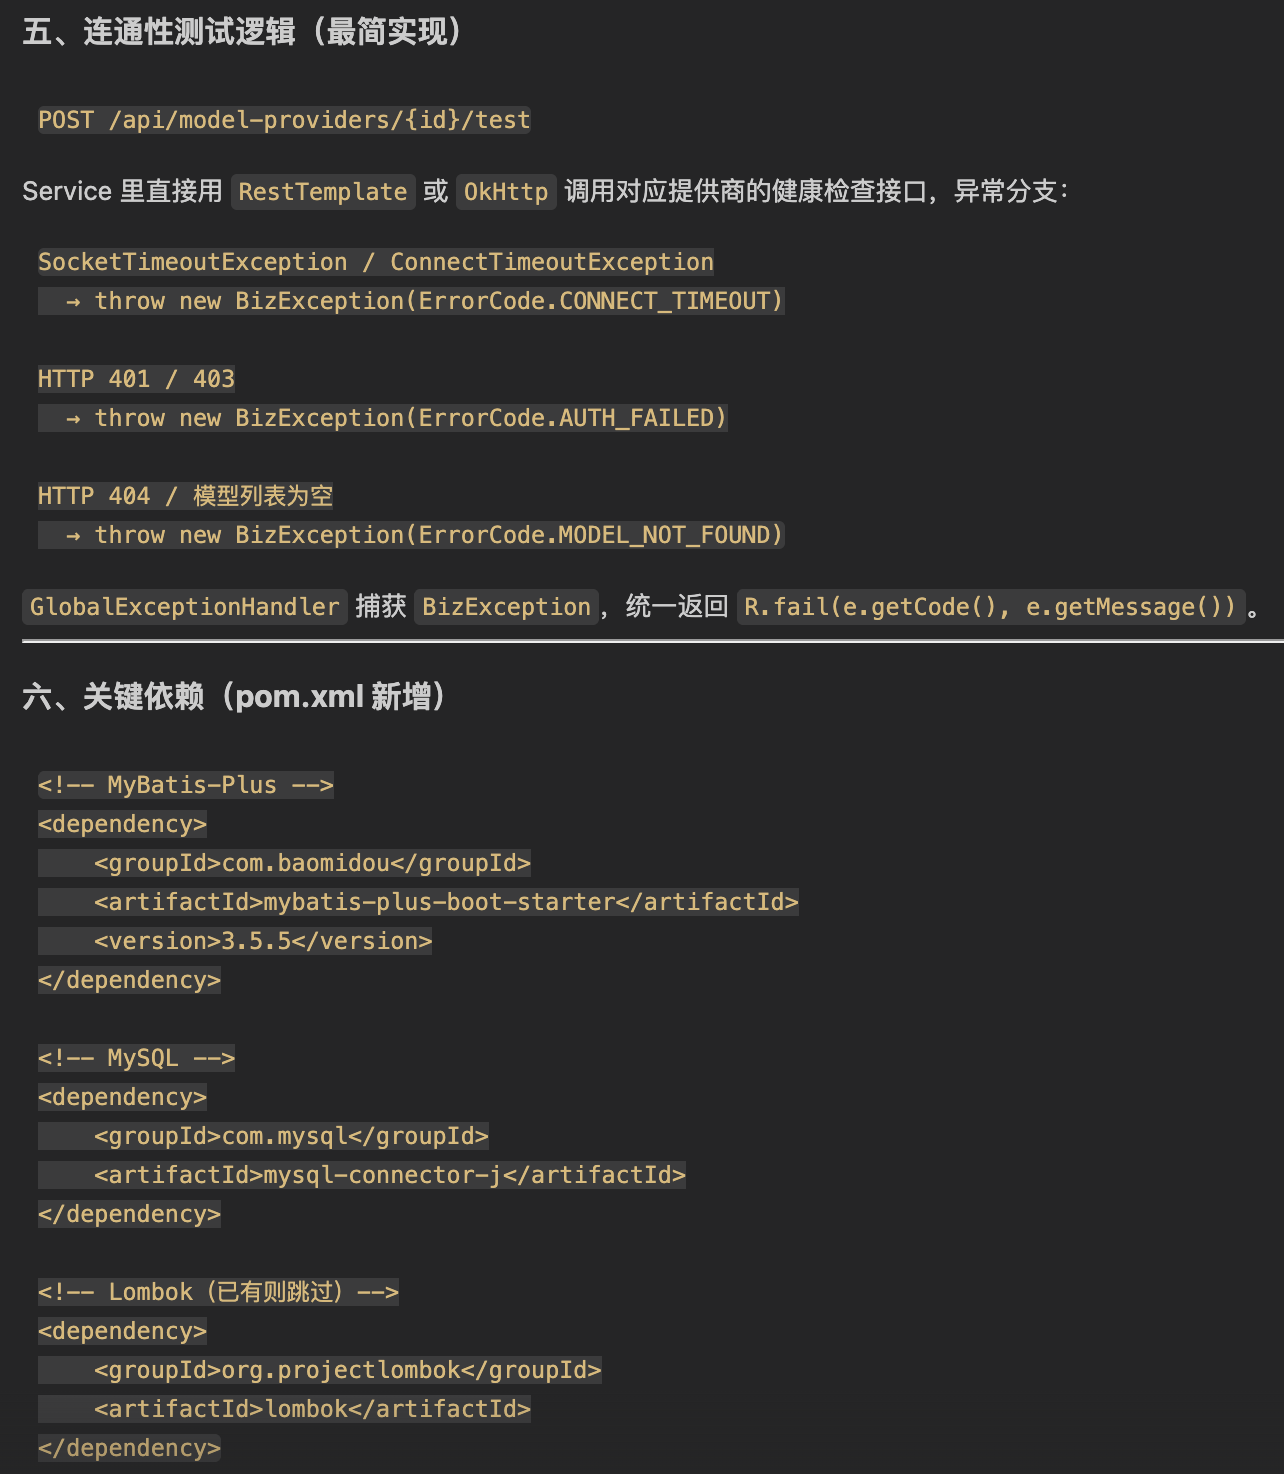 五、连通性测试逻辑（最简实现）
POST /api/model-providers/{id}/test
Service 里直接用 RestTemplate 或 OkHttp 调用对应提供商的健康检查接口，异常分支：
SocketTimeoutException / ConnectTimeoutException
→ throw new BizException(ErrorCode.CONNECT_TIMEOUT)
HTTP 401 / 403
→ throw new BizException(ErrorCode.AUTH_FAILED)
HTTP 404 / 模型列表为空
→ throw new BizException(ErrorCode.MODEL_NOT_FOUND)
GlobalExceptionHandler 捕获 BizException，统一返回 R.fail(e.getCode(), e.getMessage())。
六、关键依赖（pom.xml 新增）
<!-- MyBatis-Plus -->
<dependency>
    <groupId>com.baomidou</groupId>
    <artifactId>mybatis-plus-boot-starter</artifactId>
    <version>3.5.5</version>
</dependency>
<!-- MySQL -->
<dependency>
    <groupId>com.mysql</groupId>
    <artifactId>mysql-connector-j</artifactId>
</dependency>
<!-- Lombok（已有则跳过）-->
<dependency>
    <groupId>org.projectlombok</groupId>
    <artifactId>lombok</artifactId>
</dependency>